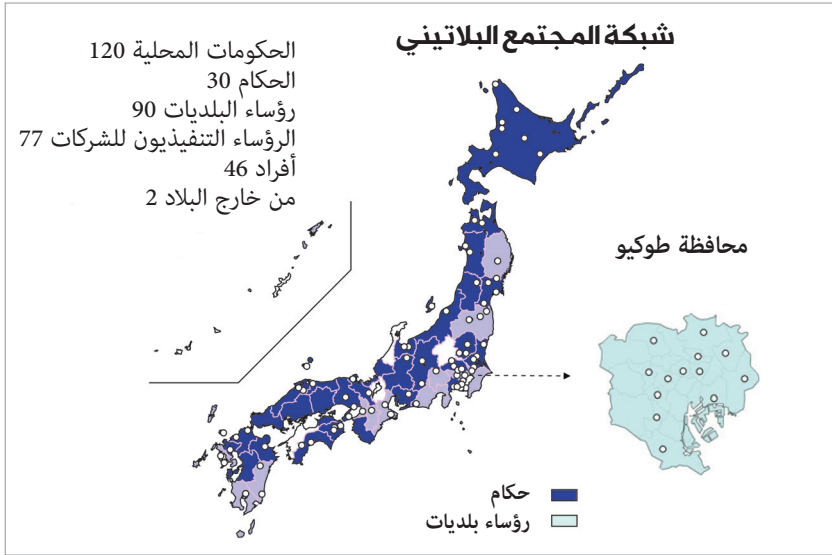 شبكة المجتمع البلاتيني
الحكومات المحلية 120
الحكام 30
رؤساء البلديات 90
الرؤساء التنفيذيون للشركات 77
أفراد 46
من خارج البلاد 2
محافظة طوكيو
حكام
رؤساء بلديات